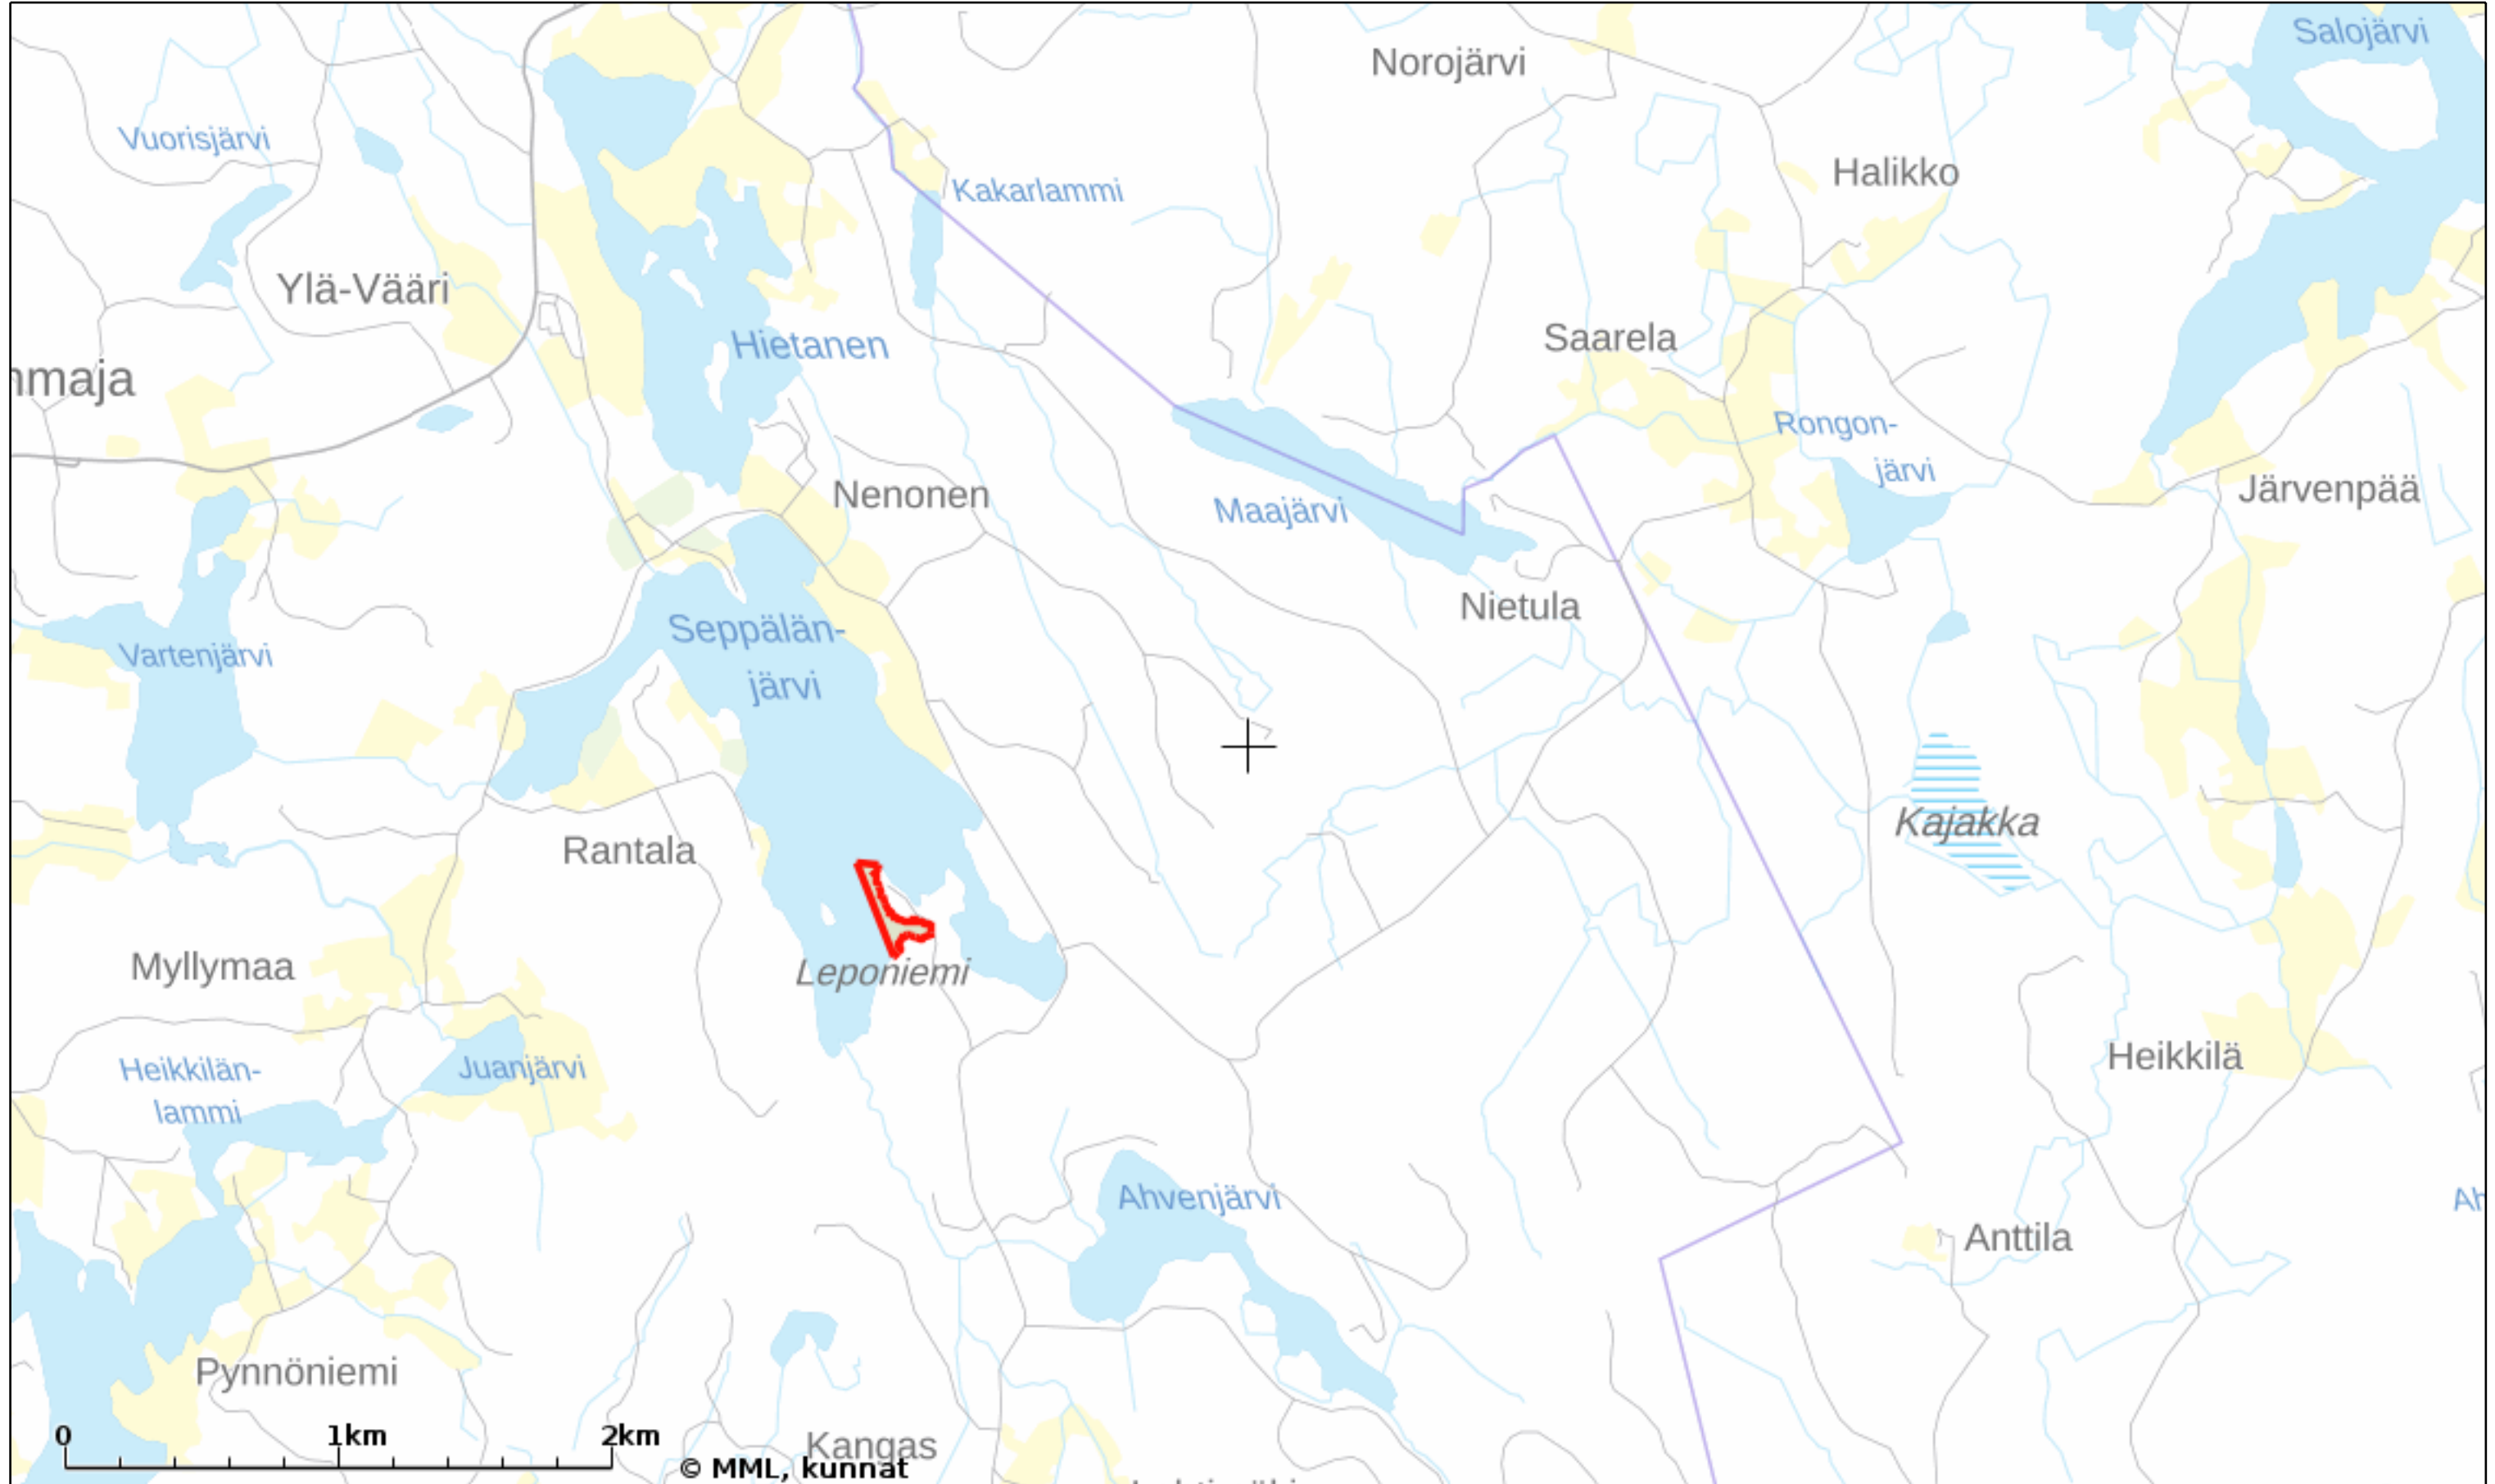 Salojärvi
Norojärvi
Vuorisjärvi
Halikko
Kakarlammi
Ylä-Vääri
Saarela
Hietanen
Rongon-
järvi
Nenonen
Järvenpää
Maajärvi
Nietula
Seppälän-
järvi
Vartenjärvi
Kajakka
Rantala
Myllymaa
Leponiemi
Heikkilä
Heikkilän-
lammi
Juanjärvi
Ahvenjärvi
Anttila
Pynnöniemi
Kangas
0 1km 2km
© MML, kunnat